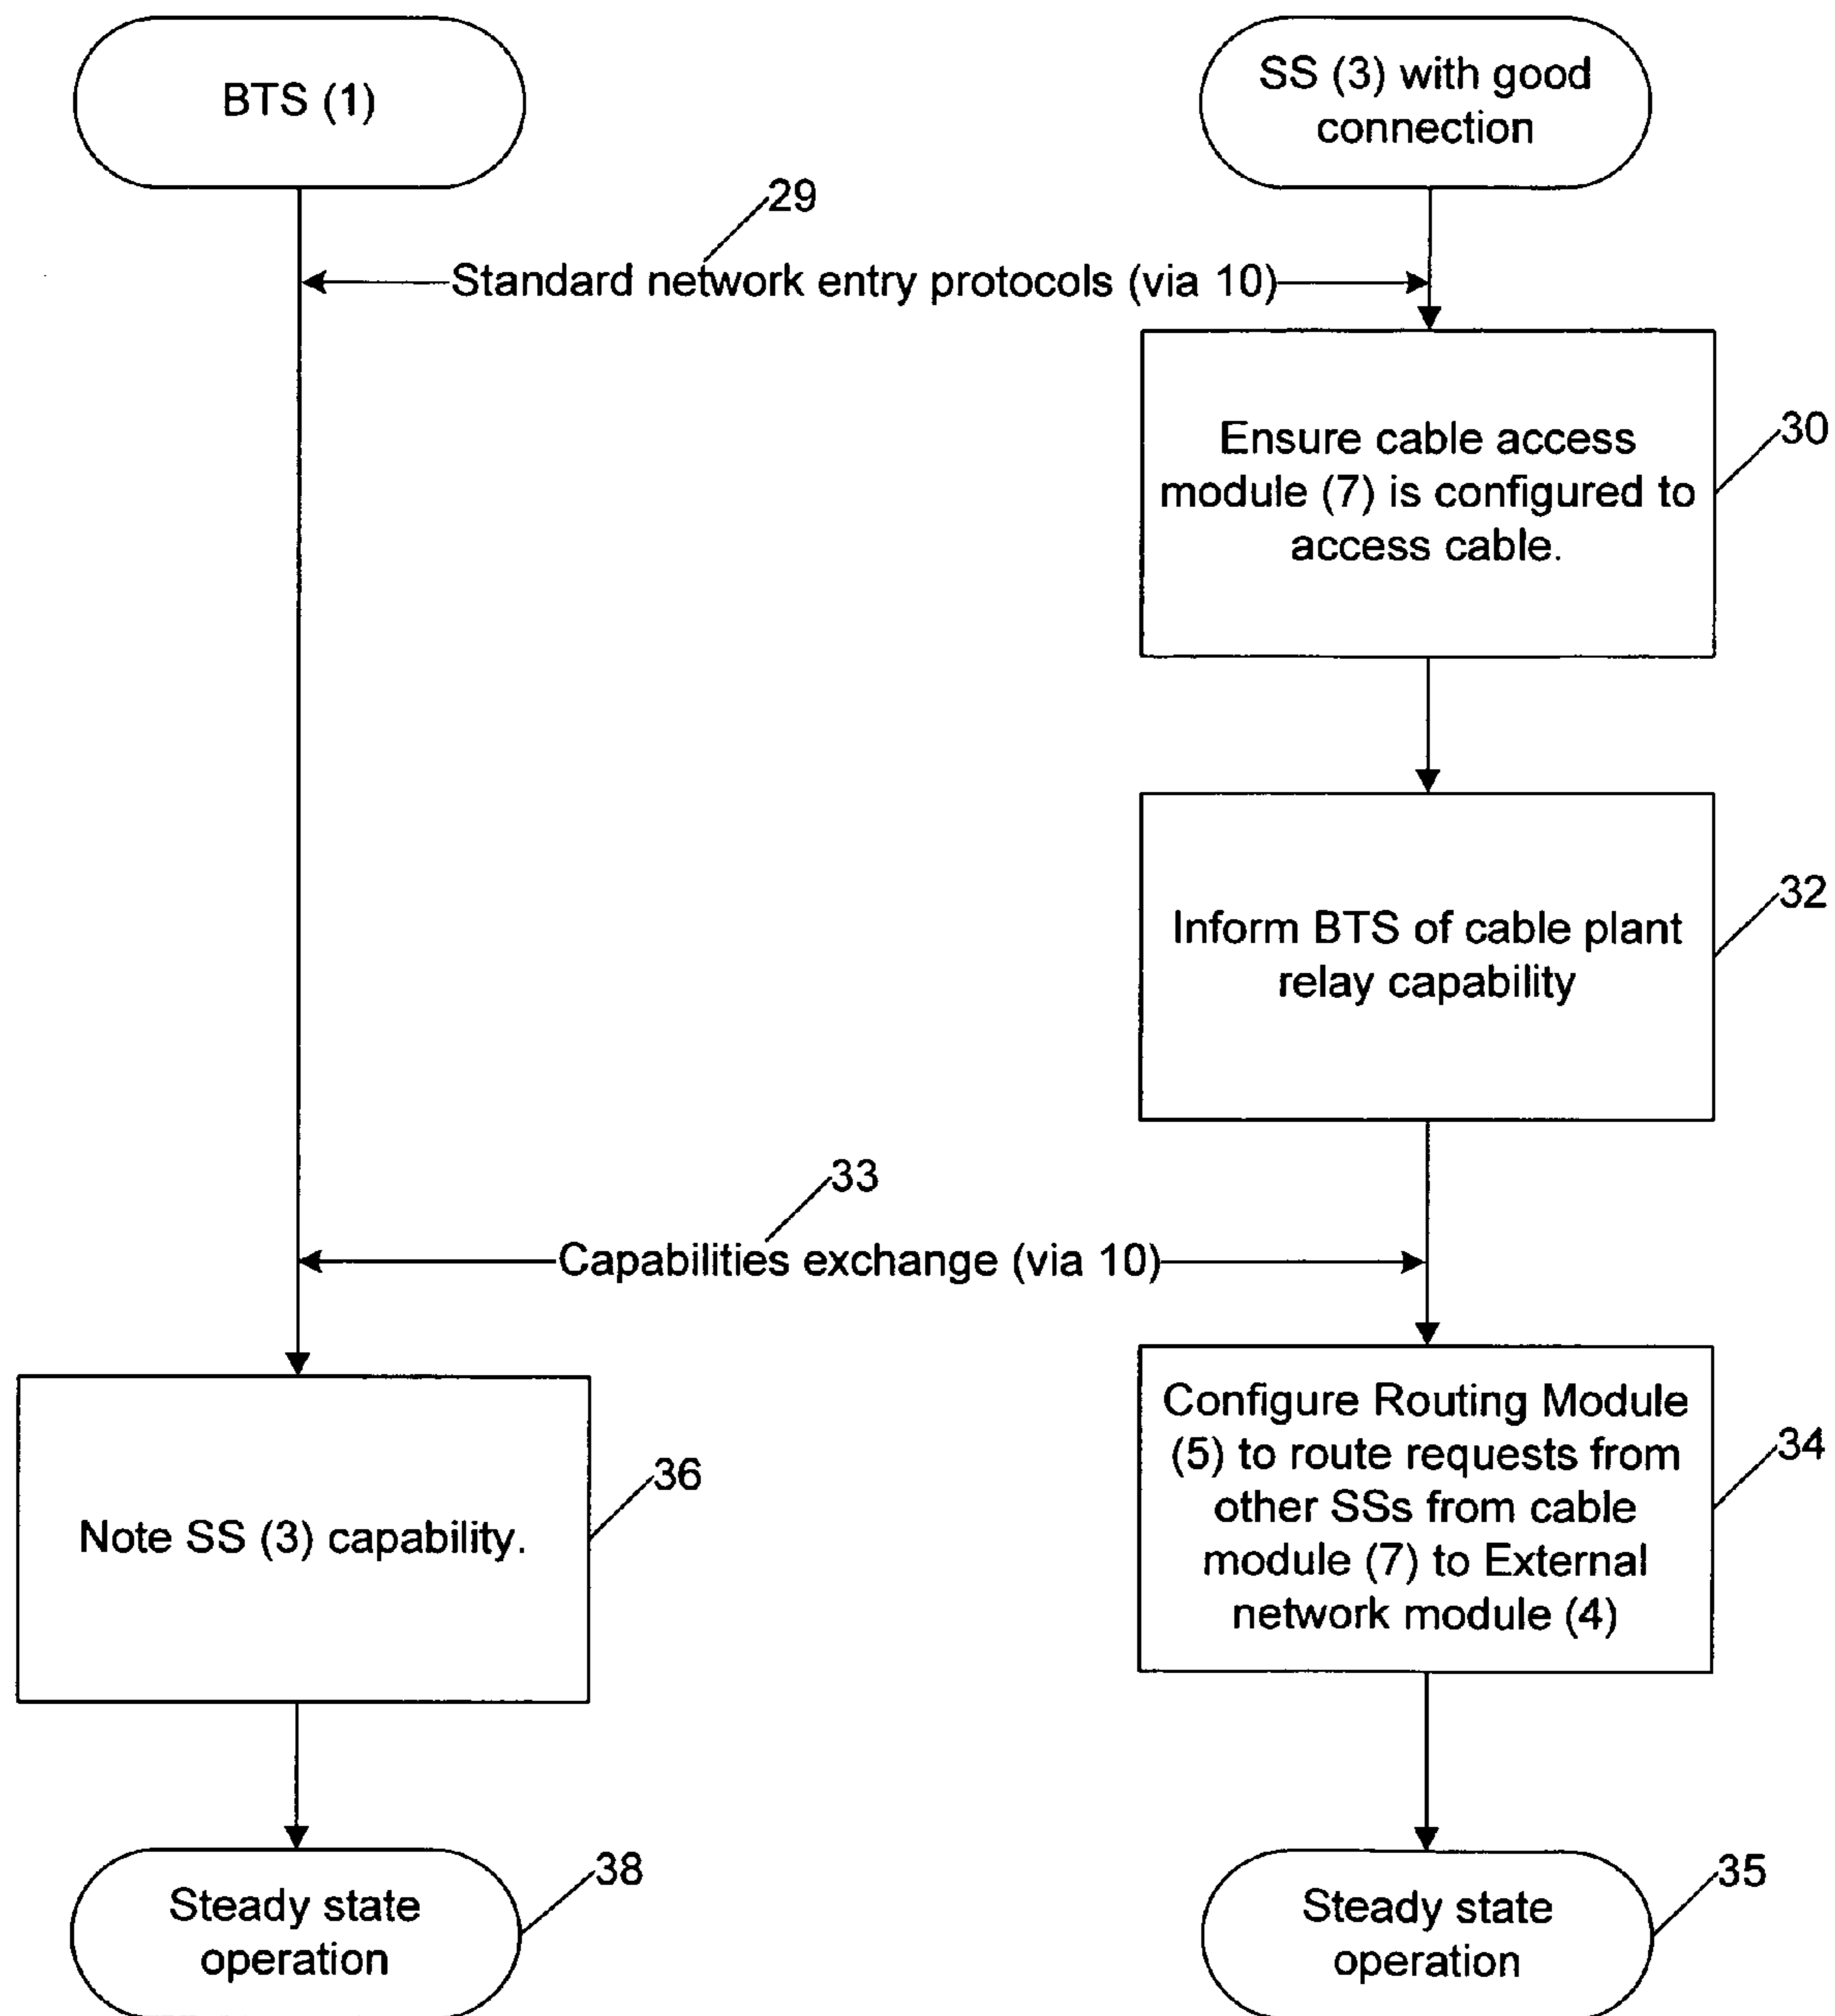 BTS (1)
SS (3) with good
connection
29
Standard network entry protocols (via 10)
Ensure cable access
module (7) is configured to
access cable.
30
Inform BTS of cable plant
relay capability
32
33
Capabilities exchange (via 10)
Configure Routing Module
(5) to route requests from
other SSs from cable
module (7) to External
network module (4)
34
Note SS (3) capability.
36
Steady state
operation
38
Steady state
operation
35